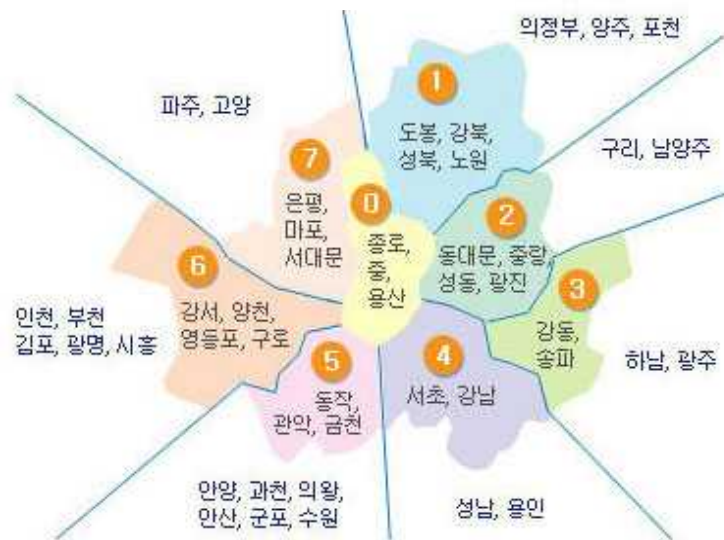 의정부, 양주, 포천
1
도봉, 강북,
성북, 노원
파주, 고양
7
은평,
마포,
서대문
0
종로,
중,
용산
구리, 남양주
2
동대문, 중랑,
성동, 광진
6
강서, 양천,
영등포, 구로
인천, 부천
김포, 광명, 시흥
3
강동,
송파
하남, 광주
5
동작,
관악, 금천
4
서초, 강남
안양, 과천, 의왕,
안산, 군포, 수원
성남, 용인